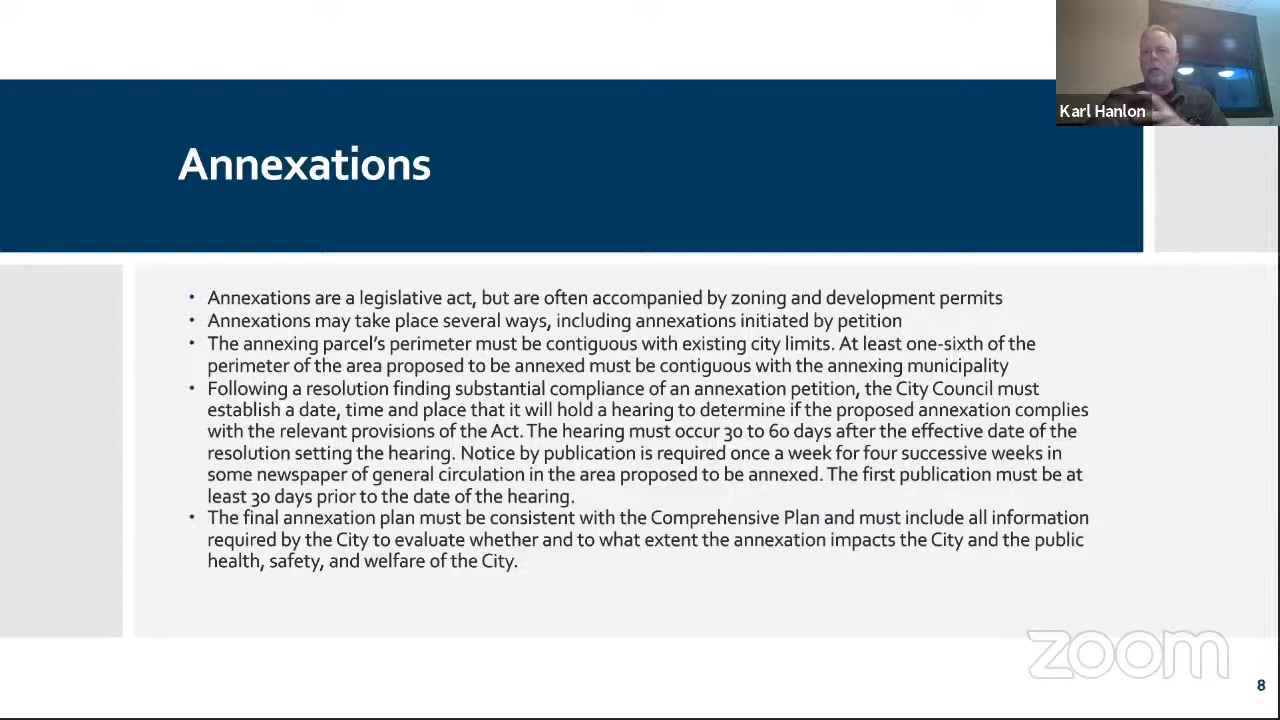 Karl Hanlon
Annexations
• Annexations are a legislative act, but are often accompanied by zoning and development permits
• Annexations may take place several ways, including annexations initiated by petition
• The annexing parcel's perimeter must be contiguous with existing city limits. At least one-sixth of the
perimeter of the area proposed to be annexed must be contiguous with the annexing municipality
• Following a resolution finding substantial compliance of an annexation petition, the City Council must
establish a date, time and place that it will hold a hearing to determine if the proposed annexation complies
with the relevant provisions of the Act. The hearing must occur 30 to 60 days after the effective date of the
resolution setting the hearing. Notice by publication is required once a week for four successive weeks in
some newspaper of general circulation in the area proposed to be annexed. The first publication must be at
least 30 days prior to the date of the hearing.
• The final annexation plan must be consistent with the Comprehensive Plan and must include all information
required by the City to evaluate whether and to what extent the annexation impacts the City and the public
health, safety, and welfare of the City.
zoom
8